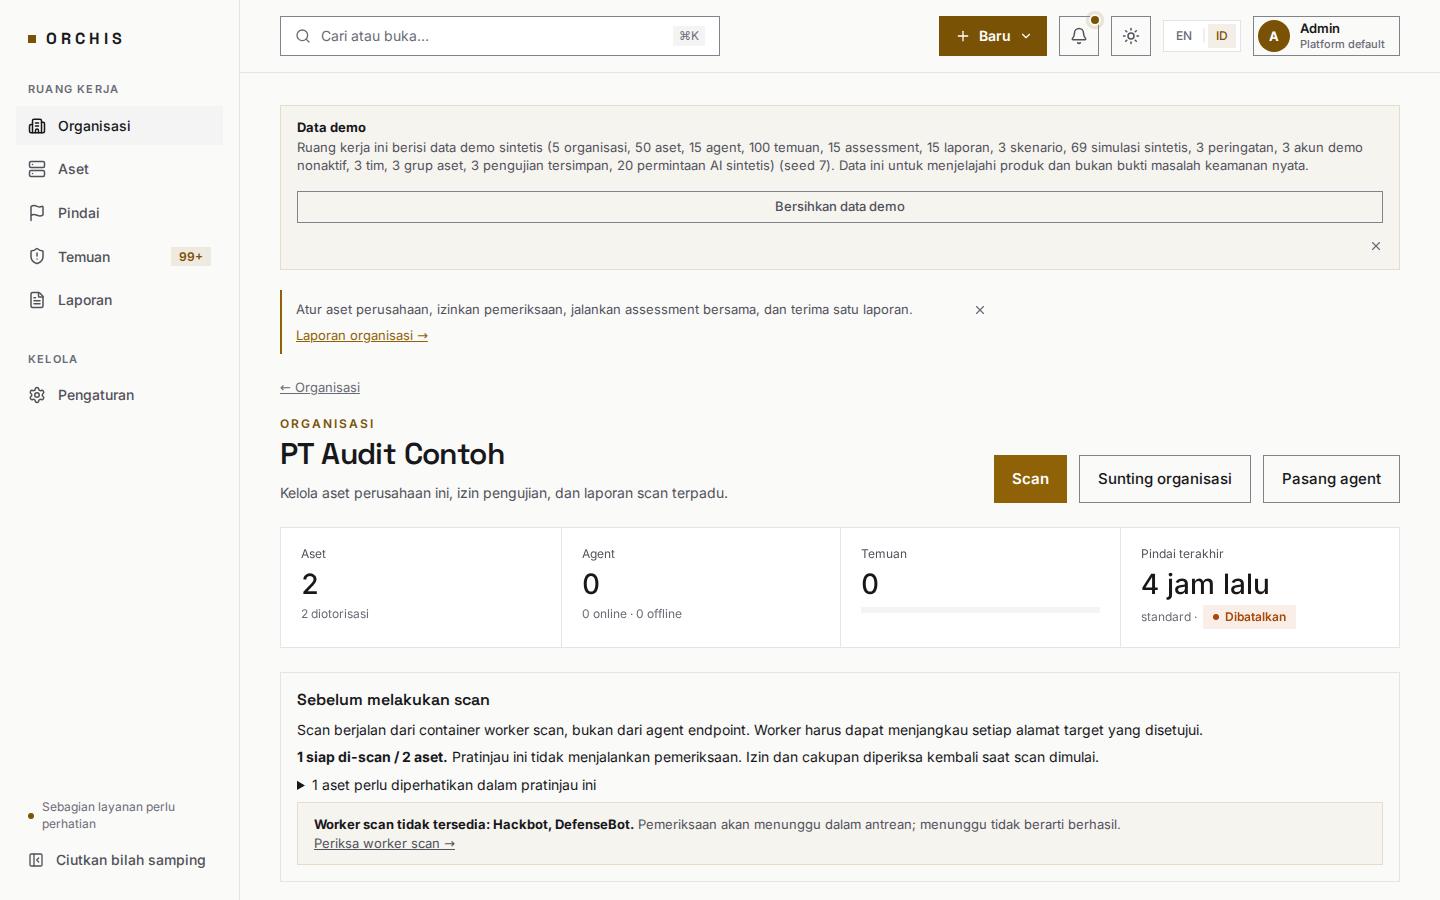 ORCHIS
RUANG KERJA
Organisasi
Aset
Pindai
Temuan
99+
Laporan
KELOLA
Pengaturan
Sebagian layanan perlu
perhatian
Ciutkan bilah samping
Cari atau buka...
⌘K
Baru
EN
ID
A
Admin
Platform default
Data demo
Ruang kerja ini berisi data demo sintetis (5 organisasi, 50 aset, 15 agent, 100 temuan, 15 assessment, 15 laporan, 3 skenario, 69 simulasi sintetis, 3 peringatan, 3 akun demo
nonaktif, 3 tim, 3 grup aset, 3 pengujian tersimpan, 20 permintaan AI sintetis) (seed 7). Data ini untuk menjelajahi produk dan bukan bukti masalah keamanan nyata.
Bersihkan data demo
Atur aset perusahaan, izinkan pemeriksaan, jalankan assessment bersama, dan terima satu laporan.
Laporan organisasi →
← Organisasi
ORGANISASI
PT Audit Contoh
Kelola aset perusahaan ini, izin pengujian, dan laporan scan terpadu.
Scan
Sunting organisasi
Pasang agent
Aset
2
2 diotorisasi
Agent
0
0 online · 0 offline
Temuan
0
Pindai terakhir
4 jam lalu
standard · Dibatalkan
Sebelum melakukan scan
Scan berjalan dari container worker scan, bukan dari agent endpoint. Worker harus dapat menjangkau setiap alamat target yang disetujui.
1 siap di-scan / 2 aset. Pratinjau ini tidak menjalankan pemeriksaan. Izin dan cakupan diperiksa kembali saat scan dimulai.
1 aset perlu diperhatikan dalam pratinjau ini
Worker scan tidak tersedia: Hackbot, DefenseBot. Pemeriksaan akan menunggu dalam antrean; menunggu tidak berarti berhasil.
Periksa worker scan →